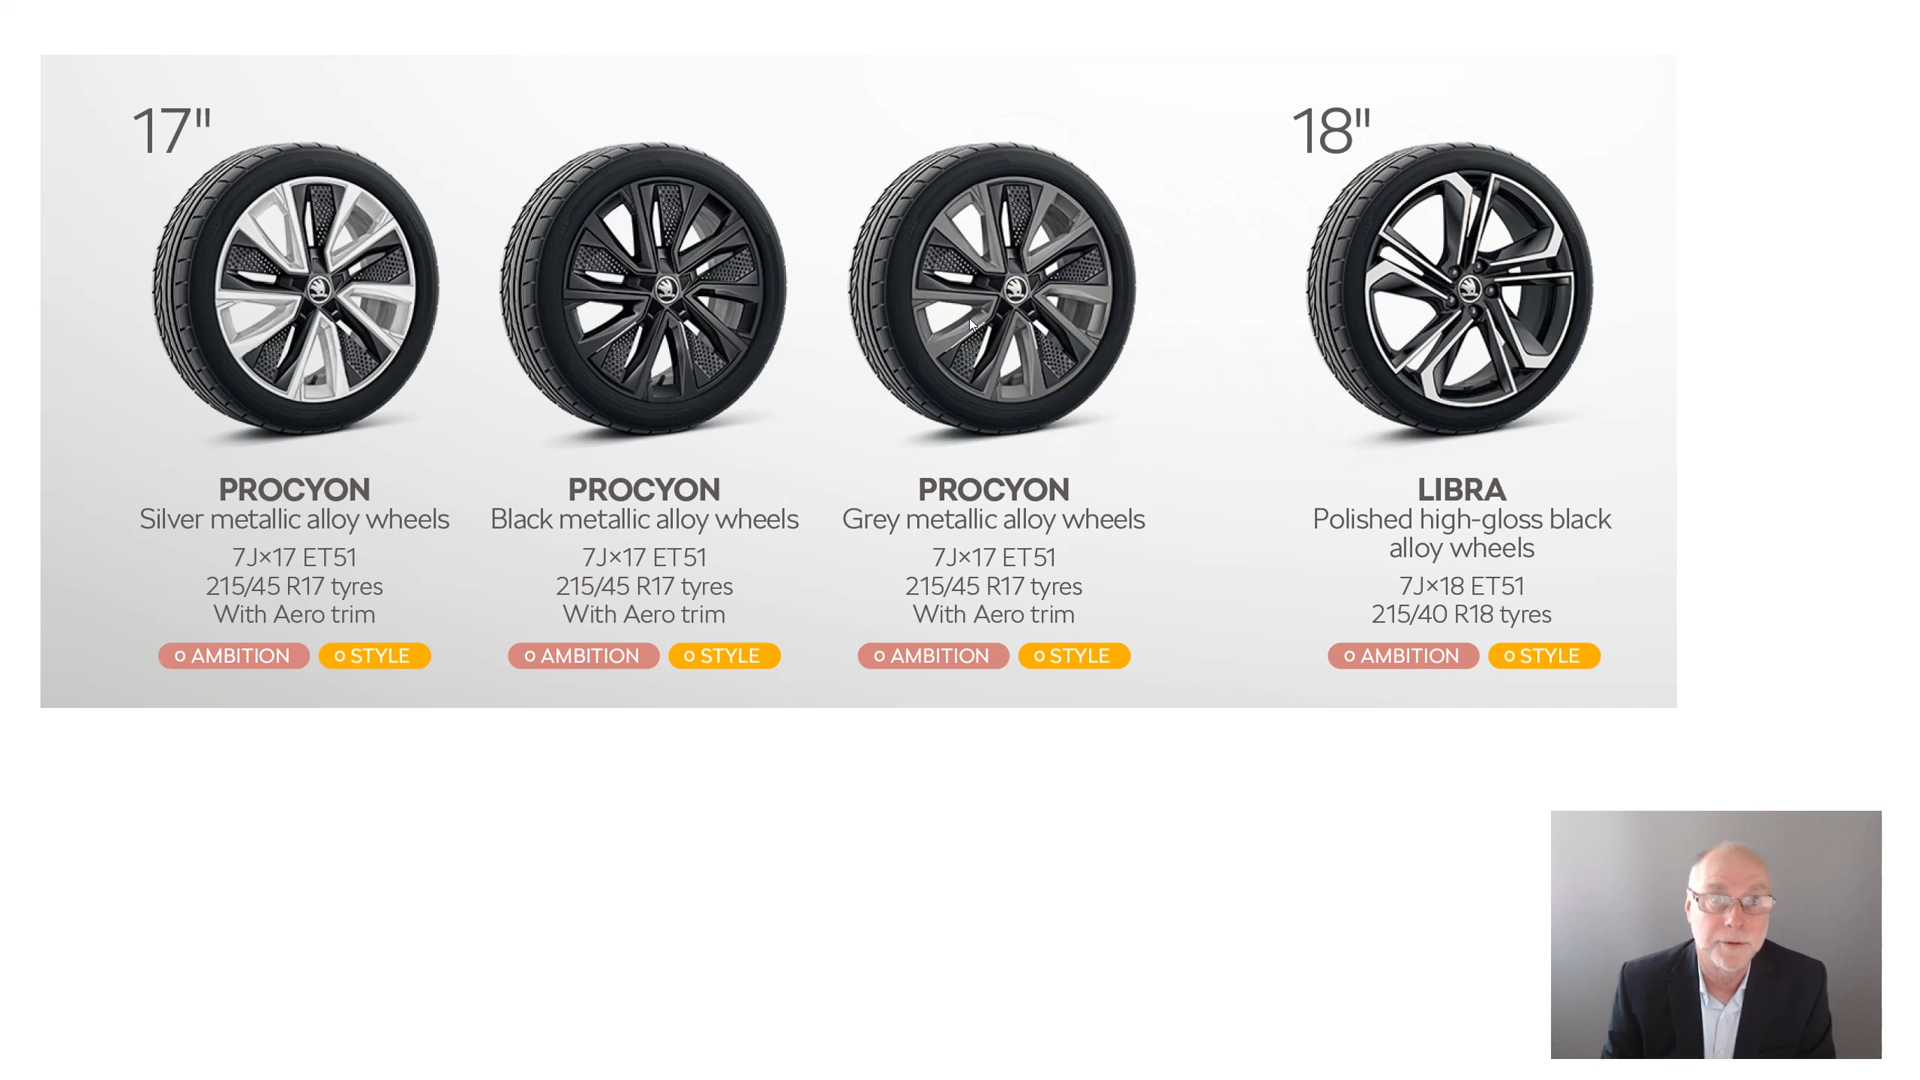 17"
18"
PROCYON
Silver metallic alloy wheels
7J×17 ET51
215/45 R17 tyres
With Aero trim
o AMBITION
o STYLE
PROCYON
Black metallic alloy wheels
7J×17 ET51
215/45 R17 tyres
With Aero trim
o AMBITION
o STYLE
PROCYON
Grey metallic alloy wheels
7J×17 ET51
215/45 R17 tyres
With Aero trim
o AMBITION
o STYLE
LIBRA
Polished high-gloss black
alloy wheels
7J×18 ET51
215/40 R18 tyres
o AMBITION
o STYLE